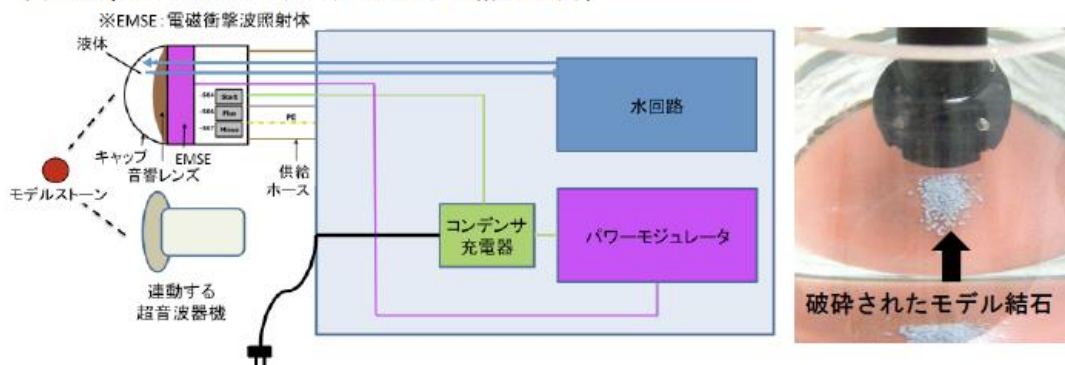 ※EMSE：電磁衝撃波照射体
液体
-S64 Start
-S66 Plus
-S67 Minus
PE
キャップ
EMSE
音響レンズ
供給
ホース
モデルストーン
連動する
超音波器機
水回路
コンデンサ
充電器
パワーモジュレータ
破砕されたモデル結石